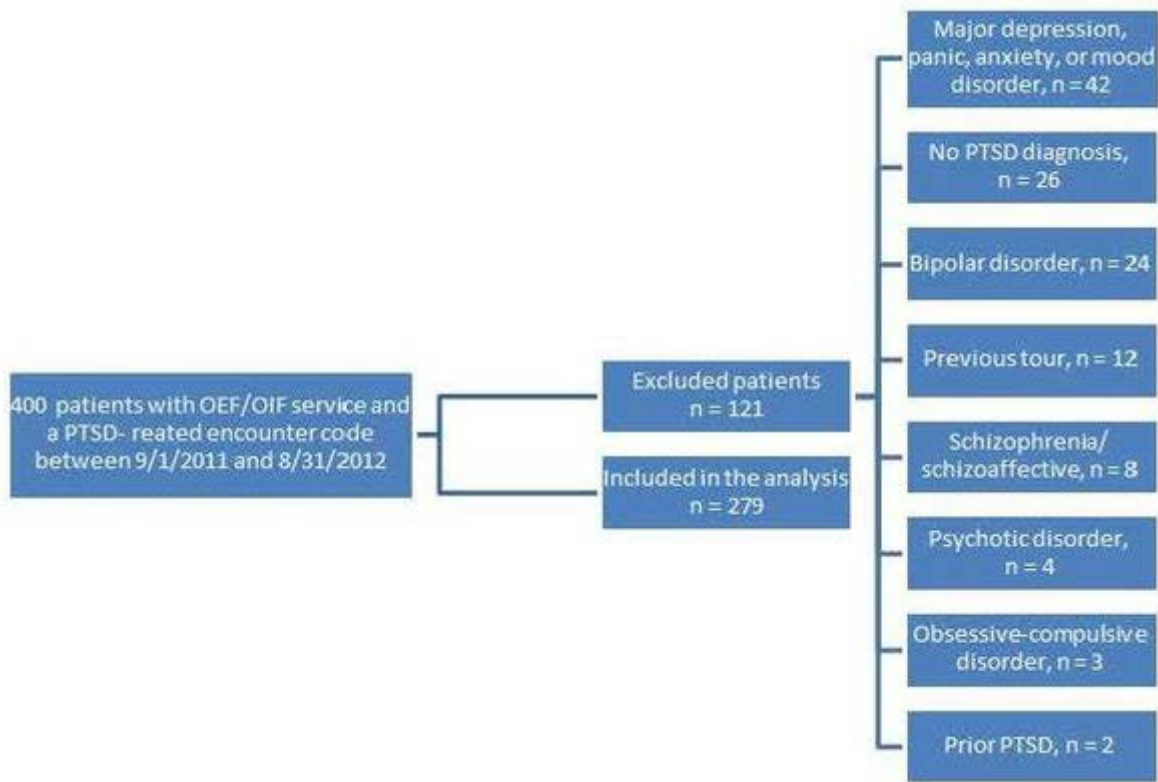 400 patients with OEF/OIF service and
a PTSD- reated encounter code
between 9/1/2011 and 8/31/2012
Excluded patients
n = 121
Included in the analysis
n = 279
Major depression,
panic, anxiety, or mood
disorder, n = 42
No PTSD diagnosis,
n = 26
Bipolar disorder, n = 24
Previous tour, n = 12
Schizophrenia/
schizoaffective, n = 8
Psychotic disorder,
n = 4
Obsessive-compulsive
disorder, n = 3
Prior PTSD, n = 2